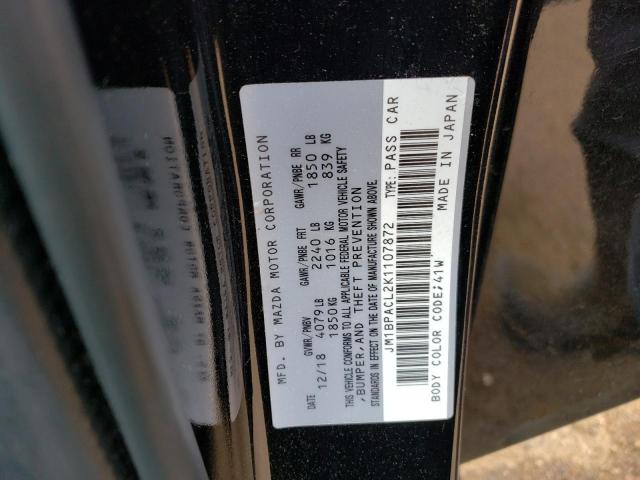 MFD. BY MAZDA MOTOR CORPORATION
DATE GVWR/PNBV GAWR/PNBE FRT GAWR/PNBE RR
12/18 4079 LB 2240 LB 1850 LB
1850KG 1016 KG 839 KG
THIS VEHICLE CONFORMS TO ALL APPLICABLE FEDERAL MOTOR VEHICLE SAFETY
,BUMPER,AND THEFT PREVENTION
STANDARDS IN EFFECT ON THE DATE OF MANUFACTURE SHOWN ABOVE.
JM1BPACL2K1107872 TYPE: PASS CAR
BODY COLOR CODE;41W MADE IN JAPAN